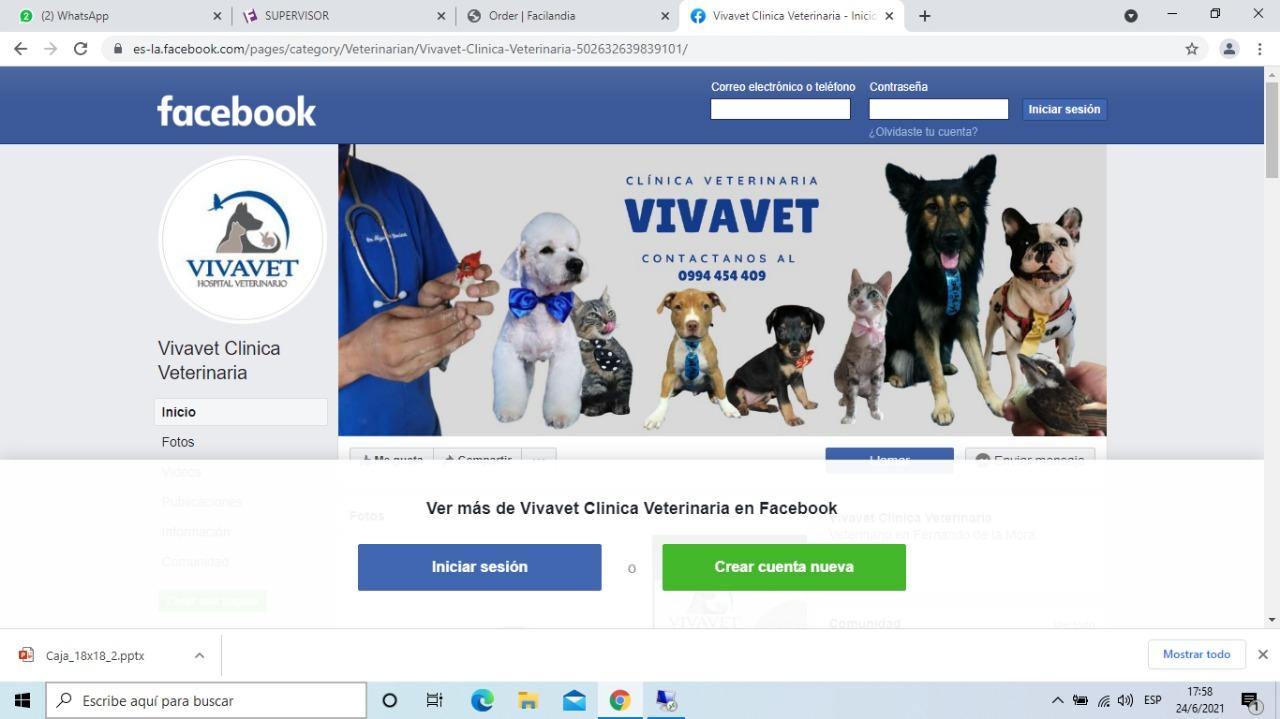 (2) WhatsApp
SUPERVISOR
Order | Facilandia
Vivavet Clinica Veterinaria - Inicio
es-la.facebook.com/pages/category/Veterinarian/Vivavet-Clinica-Veterinaria-502632639839101/
facebook
Correo electrónico o teléfono
Contraseña
Iniciar sesión
¿Olvidaste tu cuenta?
VIVAVET
HOSPITAL VETERINARIO
CLÍNICA VETERINARIA
VIVAVET
CONTACTANOS AL
0994 454 409
Vivavet Clinica
Veterinaria
Inicio
Fotos
Videos
Publicaciones
Información
Comunidad
Me gusta
Compartir
Llamar
Enviar mensaje
Fotos
Ver más de Vivavet Clinica Veterinaria en Facebook
Vivavet Clinica Veterinaria
Veterinario en Fernando de la Mora
Iniciar sesión
o
Crear cuenta nueva
VIVAVET
Comunidad
Ver todo
Caja_18x18_2.pptx
Mostrar todo
Escribe aquí para buscar
ESP
17:58
24/6/2021
1